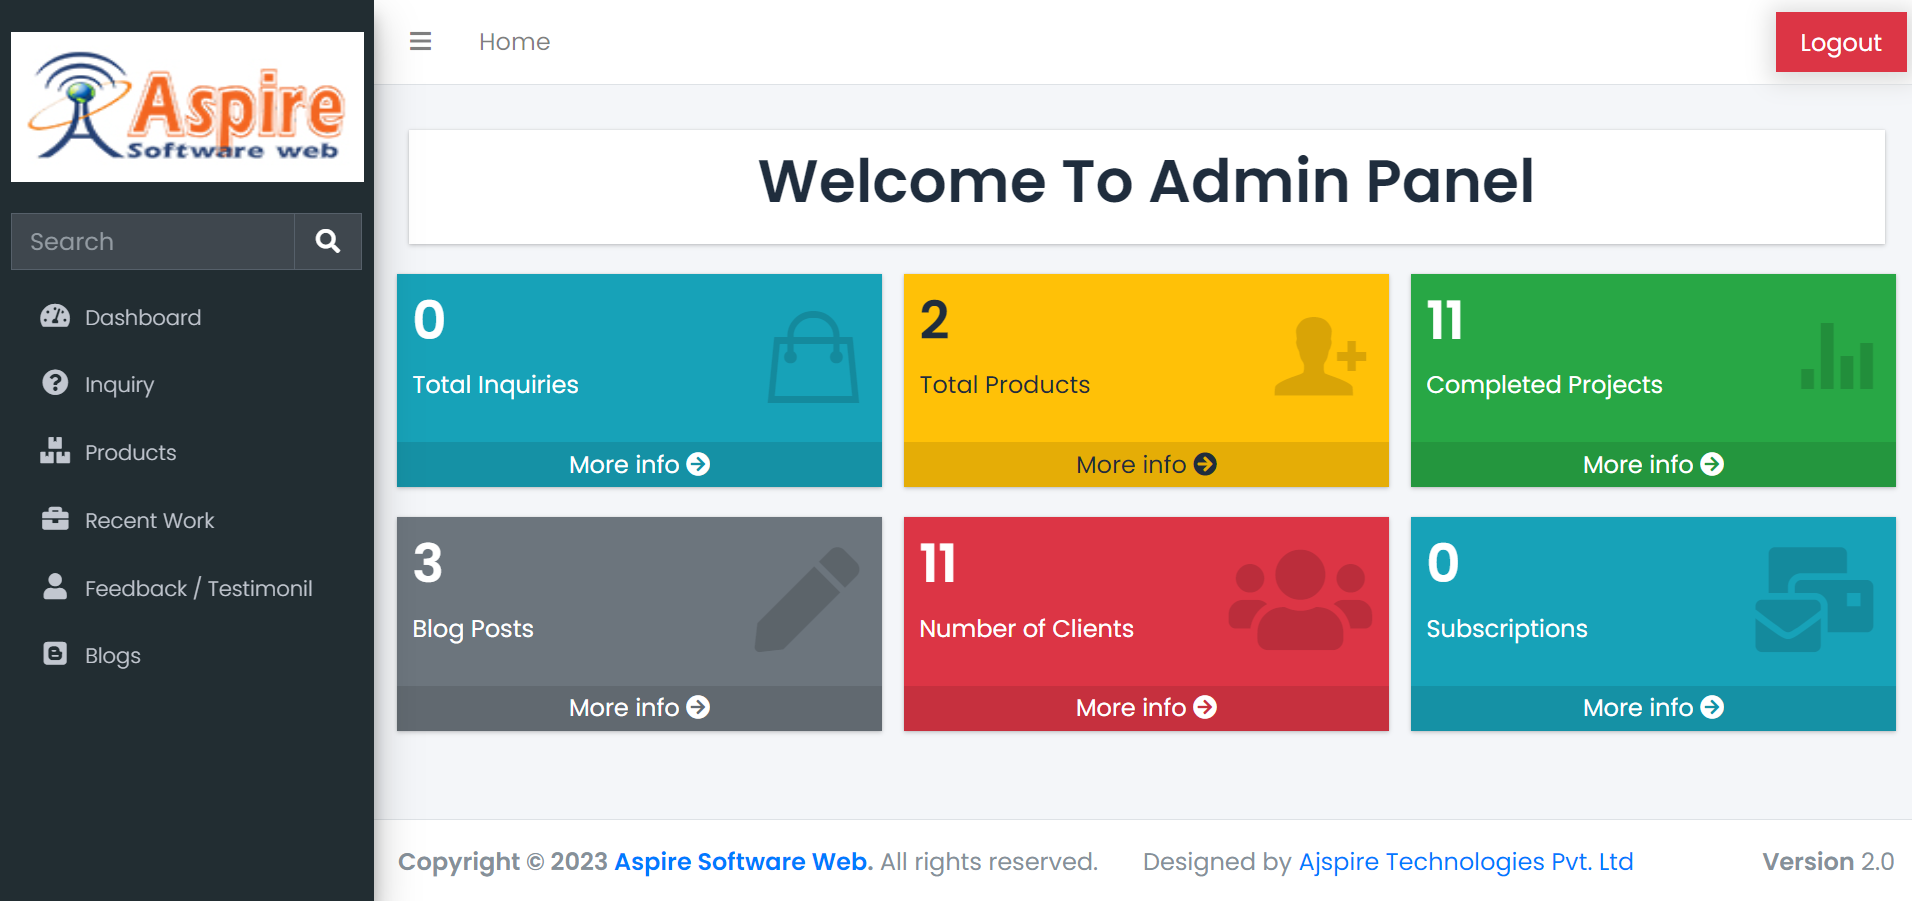 Aspire
Software web
Search
Dashboard
Inquiry
Products
Recent Work
Feedback / Testimonil
Blogs
Home
Logout
Welcome To Admin Panel
0
Total Inquiries
More info
2
Total Products
More info
11
Completed Projects
More info
3
Blog Posts
More info
11
Number of Clients
More info
0
Subscriptions
More info
Copyright © 2023 Aspire Software Web. All rights reserved.
Designed by Ajspire Technologies Pvt. Ltd
Version 2.0